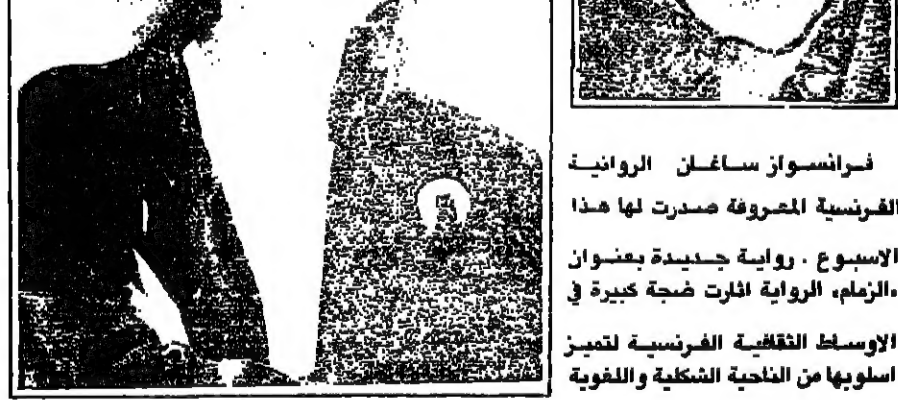 فرانسواز ساغان الروائية
الفرنسية المعروفة صدرت لها هذا
الاسبوع . رواية جديدة بعنوان
«الزمام» الرواية اثارت ضجة كبيرة في
الاوساط الثقافية الفرنسية لتميز
اسلوبها من الناحية الشكلية واللغوية